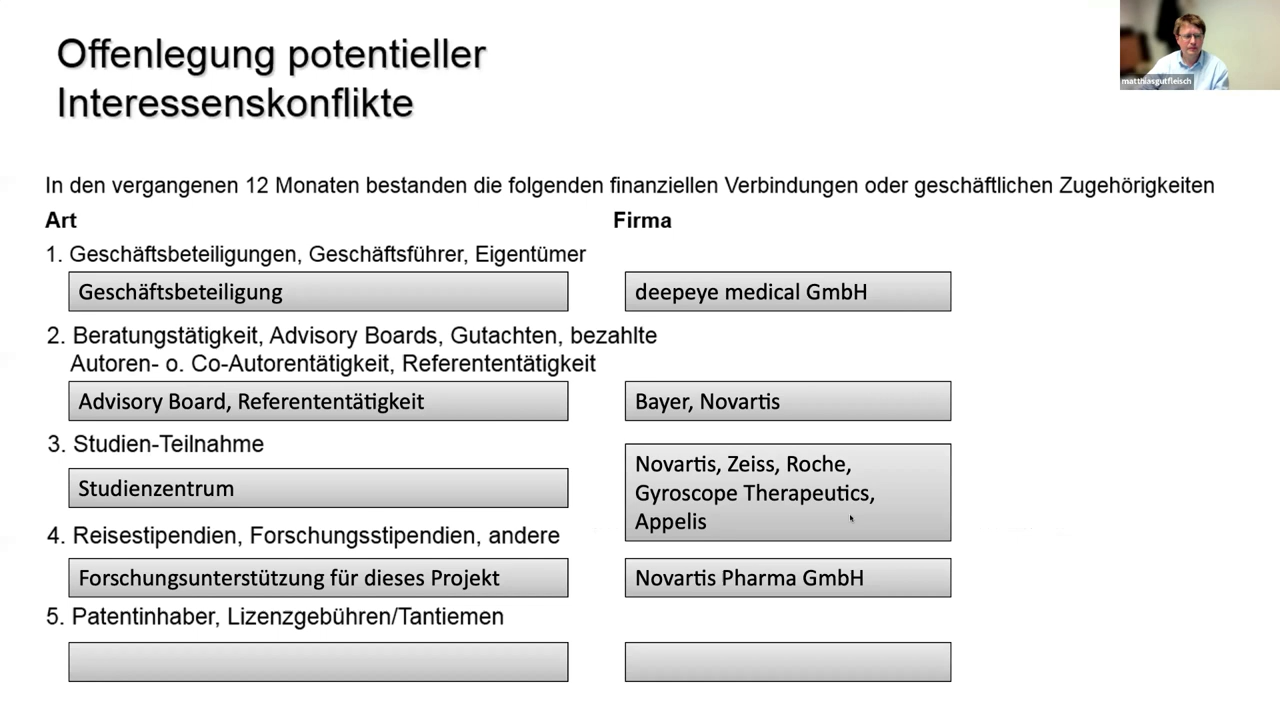 Offenlegung potentieller
Interessenskonflikte
matthiasgutfleisch
In den vergangenen 12 Monaten bestanden die folgenden finanziellen Verbindungen oder geschäftlichen Zugehörigkeiten
Art
Firma
1. Geschäftsbeteiligungen, Geschäftsführer, Eigentümer
Geschäftsbeteiligung
deepeye medical GmbH
2. Beratungstätigkeit, Advisory Boards, Gutachten, bezahlte
Autoren- o. Co-Autorentätigkeit, Referententätigkeit
Advisory Board, Referententätigkeit
Bayer, Novartis
3. Studien-Teilnahme
Studienzentrum
Novartis, Zeiss, Roche,
Gyroscope Therapeutics,
Appelis
4. Reisestipendien, Forschungsstipendien, andere
Forschungsunterstützung für dieses Projekt
Novartis Pharma GmbH
5. Patentinhaber, Lizenzgebühren/Tantiemen